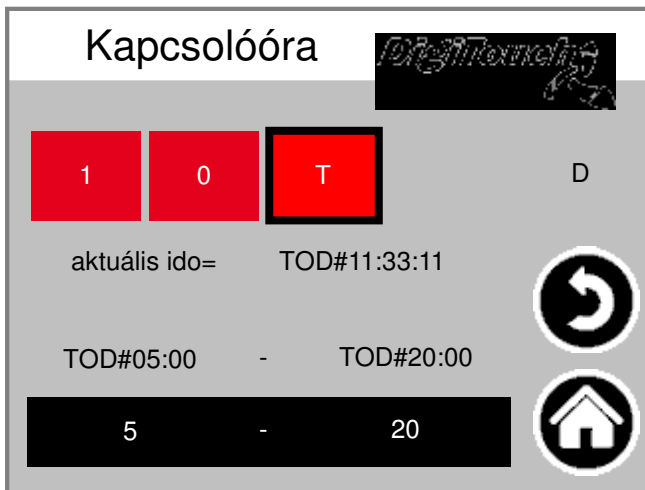 Kapcsolóóra
DigiTouch
1 0 T D
aktuális ido= TOD#11:33:11
TOD#05:00 - TOD#20:00
5 - 20